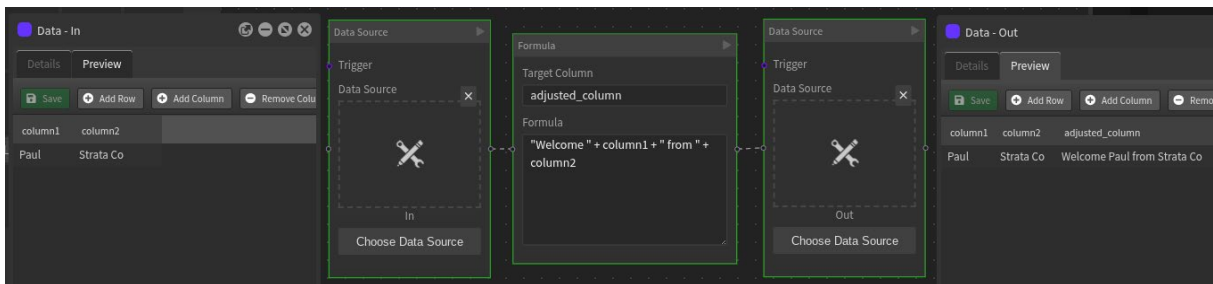 Data - In
Details Preview
Save Add Row Add Column Remove Colu
column1 column2
Paul Strata Co
Data Source
Trigger
Data Source
In
Choose Data Source
Formula
Target Column
adjusted_column
Formula
"Welcome " + column1 + " from " +
column2
Data Source
Trigger
Data Source
Out
Choose Data Source
Data - Out
Details Preview
Save Add Row Add Column Remo
column1 column2 adjusted_column
Paul Strata Co Welcome Paul from Strata Co